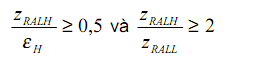 z_RALH / ε_H ≥ 0,5 và z_RALH / z_RALL ≥ 2